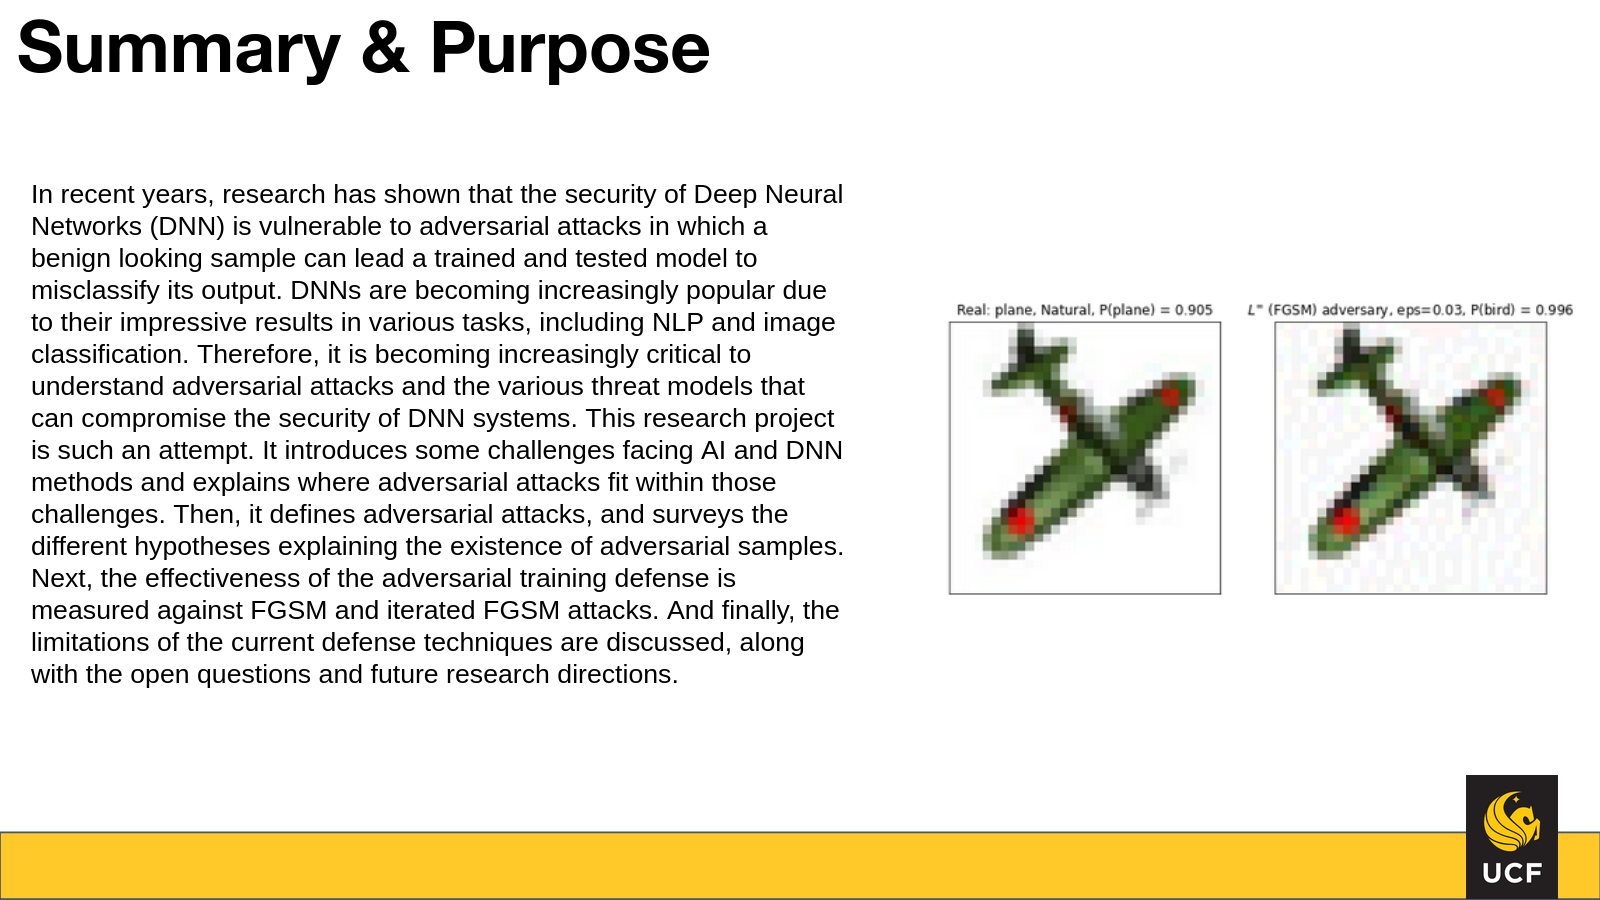 Summary & Purpose
In recent years, research has shown that the security of Deep Neural
Networks (DNN) is vulnerable to adversarial attacks in which a
benign looking sample can lead a trained and tested model to
misclassify its output. DNNs are becoming increasingly popular due
to their impressive results in various tasks, including NLP and image
classification. Therefore, it is becoming increasingly critical to
understand adversarial attacks and the various threat models that
can compromise the security of DNN systems. This research project
is such an attempt. It introduces some challenges facing AI and DNN
methods and explains where adversarial attacks fit within those
challenges. Then, it defines adversarial attacks, and surveys the
different hypotheses explaining the existence of adversarial samples.
Next, the effectiveness of the adversarial training defense is
measured against FGSM and iterated FGSM attacks. And finally, the
limitations of the current defense techniques are discussed, along
with the open questions and future research directions.
Real: plane, Natural, P(plane) = 0.905
L∞ (FGSM) adversary, eps=0.03, P(bird) = 0.996
UCF